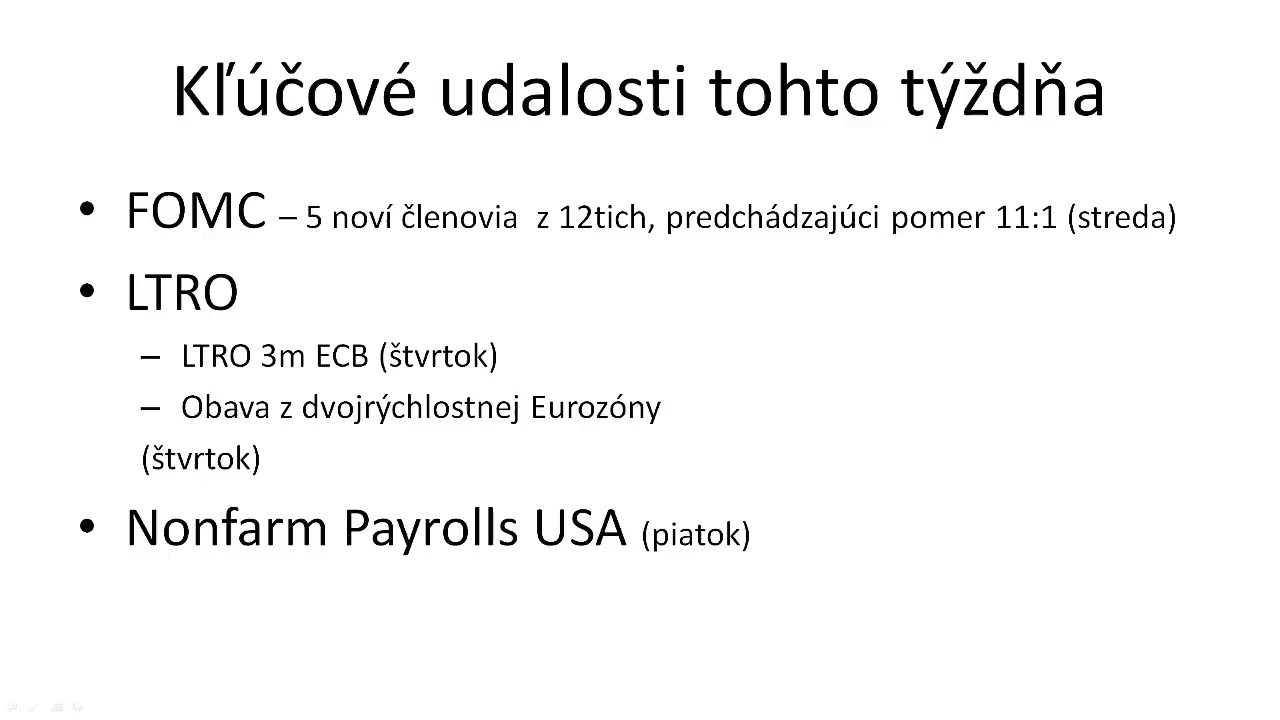 Kľúčové udalosti tohto týždňa
• FOMC – 5 noví členovia z 12tich, predchádzajúci pomer 11:1 (streda)
• LTRO
– LTRO 3m ECB (štvrtok)
– Obava z dvojrýchlostnej Eurozóny
(štvrtok)
• Nonfarm Payrolls USA (piatok)